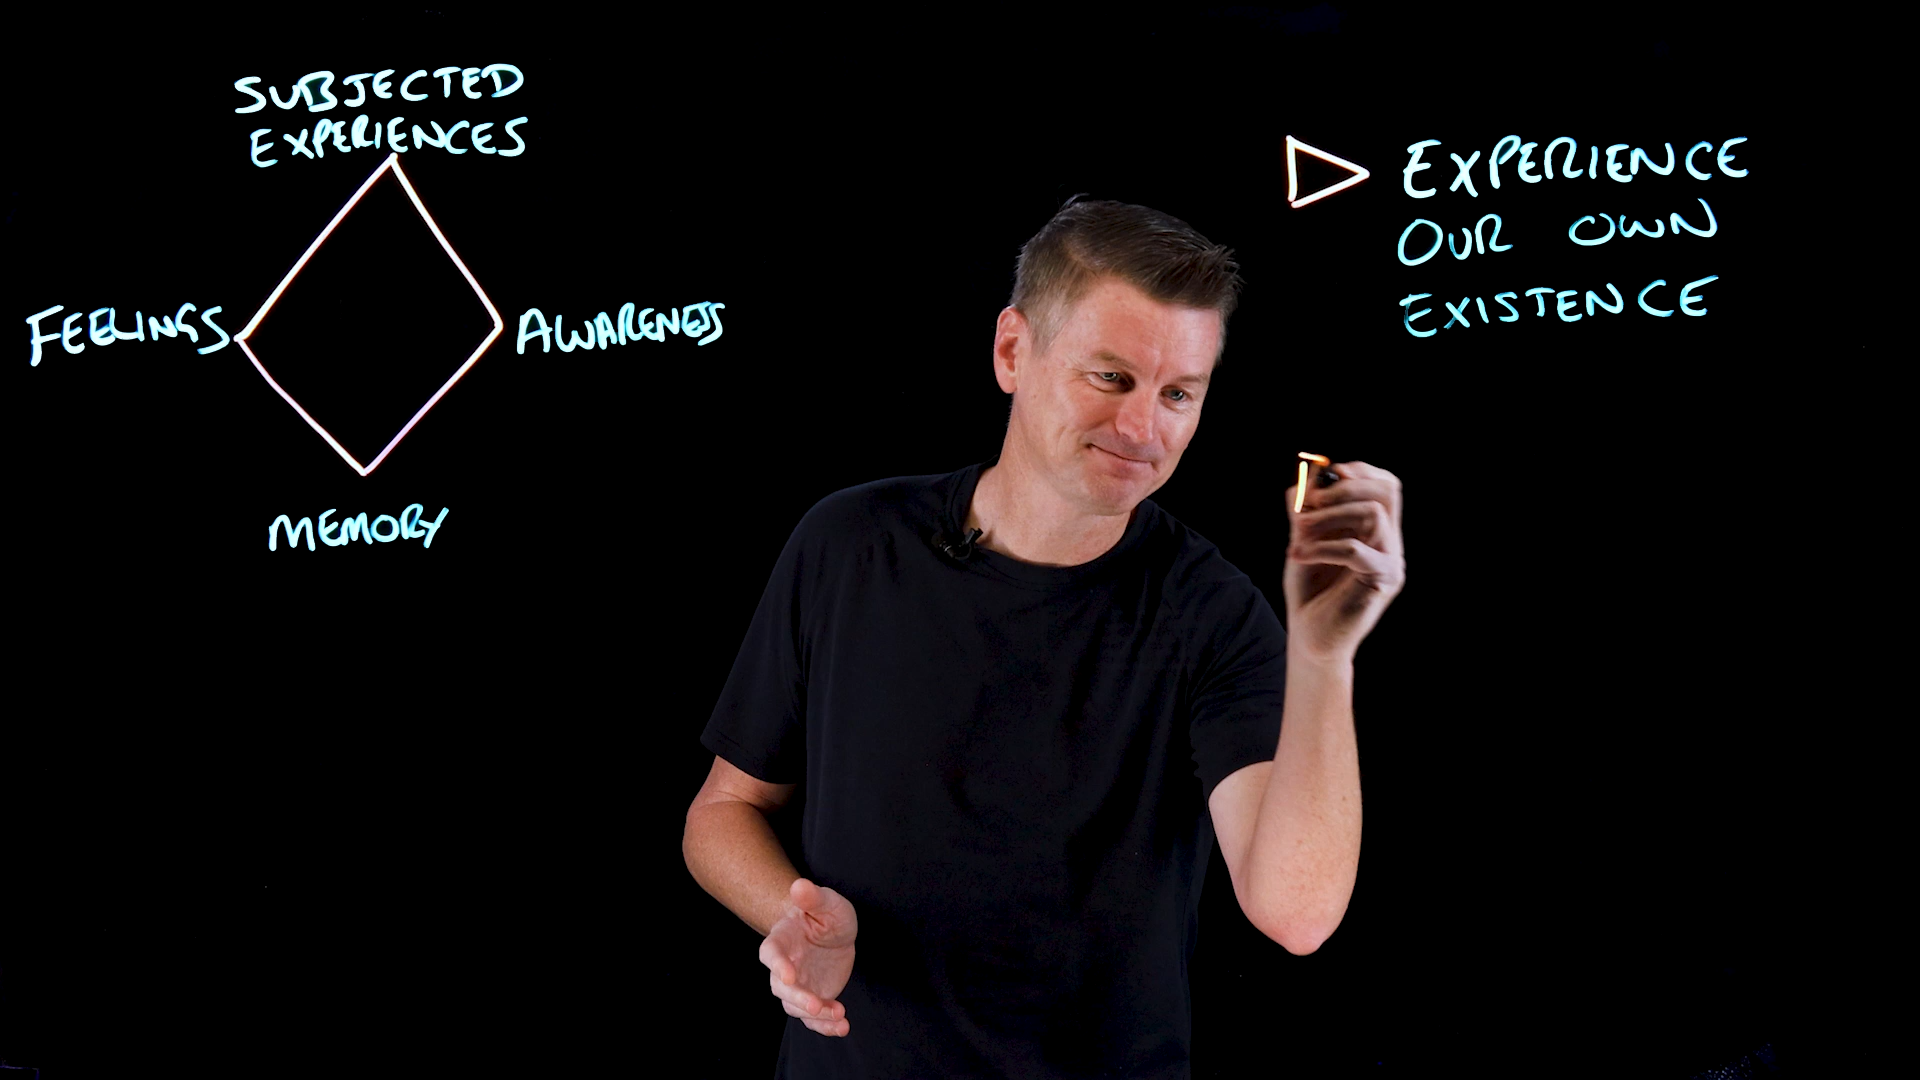 SUBJECTED
EXPERIENCES
FEELINGS
AWARENESS
MEMORY
EXPERIENCE
OUR OWN
EXISTENCE